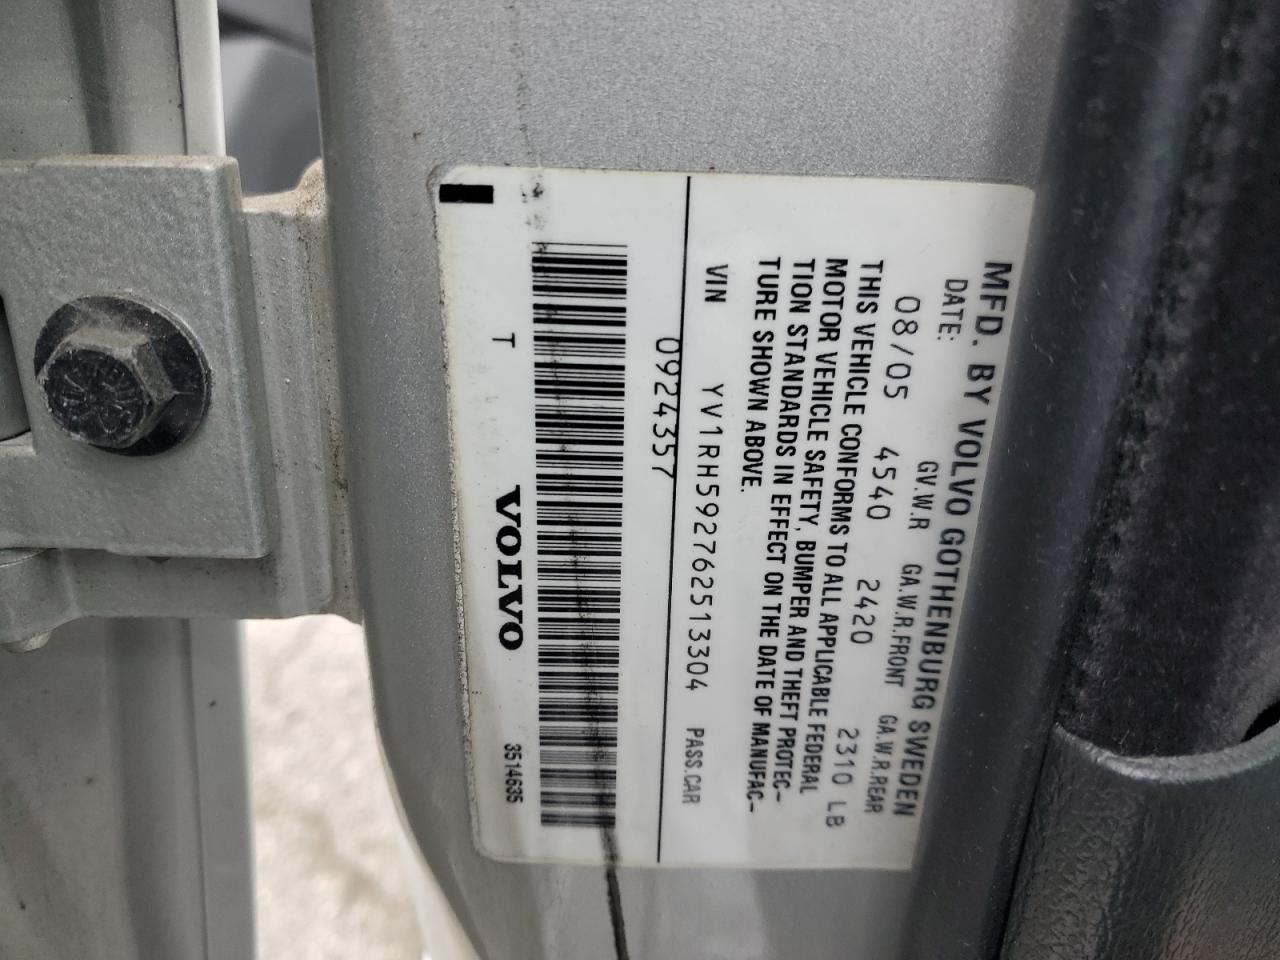 MFD. BY VOLVO GOTHENBURG SWEDEN
DATE: GV.W.R GA.W.R.FRONT GA.W.R.REAR
08/05 4540 2420 2310 LB
THIS VEHICLE CONFORMS TO ALL APPLICABLE FEDERAL
MOTOR VEHICLE SAFETY, BUMPER AND THEFT PROTEC-
TION STANDARDS IN EFFECT ON THE DATE OF MANUFAC-
TURE SHOWN ABOVE.
VIN YV1RH592762513304 PASS.CAR
0924357
T VOLVO 3514635